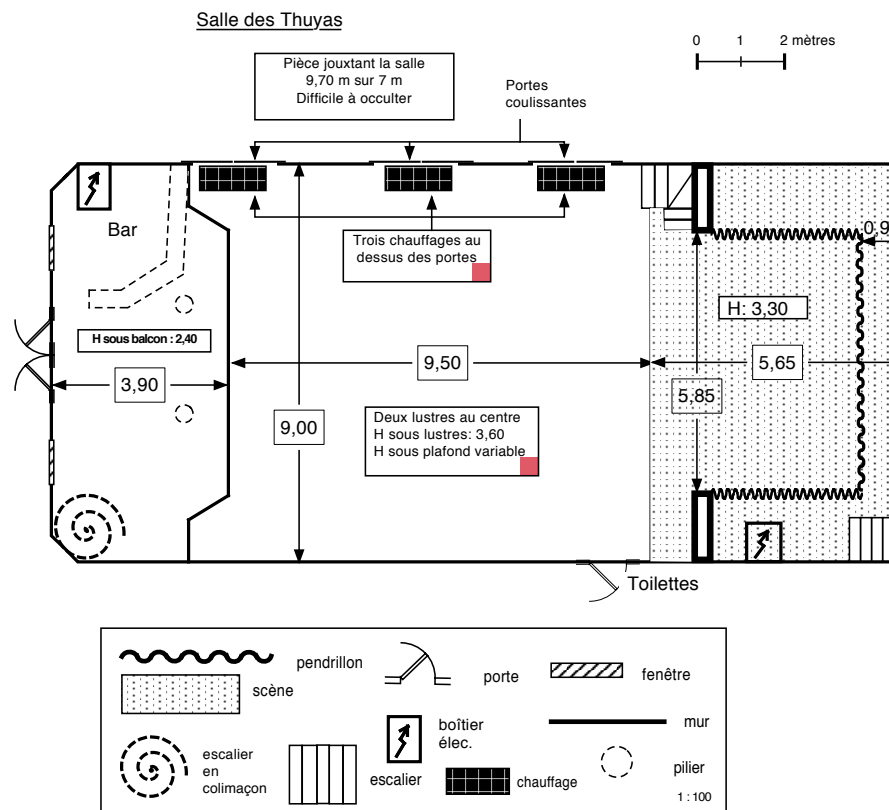 Salle des Thuyas
0 1 2 mètres
Pièce jouxtant la salle
9,70 m sur 7 m
Difficile à occulter
Portes
coulissantes
Bar
Trois chauffages au
dessus des portes
0,9
H: 3,30
H sous balcon : 2,40
3,90
9,50
5,65
5,85
9,00
Deux lustres au centre
H sous lustres: 3,60
H sous plafond variable
Toilettes
pendrillon
porte
fenêtre
scène
boîtier
élec.
mur
escalier
en
colimaçon
escalier
chauffage
pilier
1 : 100